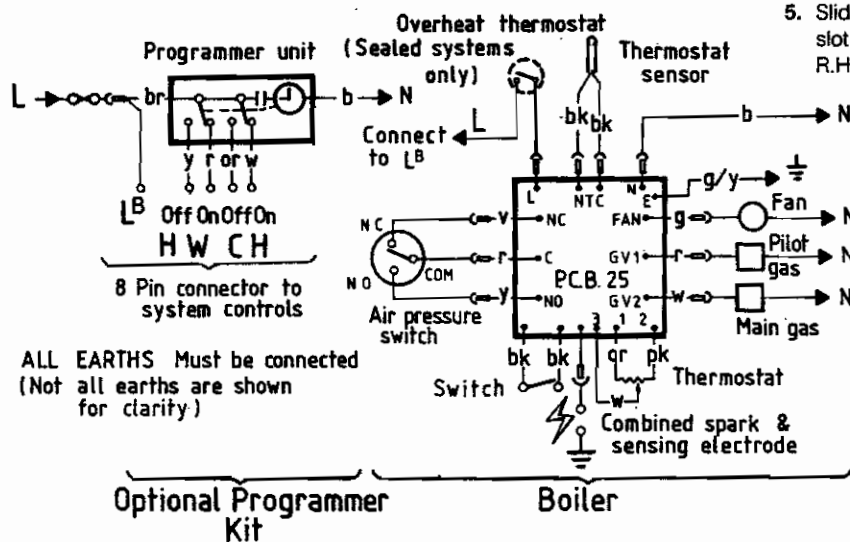 5. Slid
slot
R.H
Overheat thermostat
(Sealed systems
only)
Programmer unit
Thermostat
sensor
L
br
b
N
L
Connect
to LB
bk
bk
b
N
y r or w
L
NTC
N
E
g/y
LB
Off On Off On
H W C H
8 Pin connector to
system controls
NC
v
NC
FAN
g
Fan
N
COM
r
C
GV1
r
Pilot
gas
N
P.C.B. 25
NO
y
NO
GV2
w
Main gas
N
Air pressure
switch
3 1 2
ALL EARTHS Must be connected
(Not all earths are shown
for clarity)
bk
bk
gr
pk
Switch
w
Thermostat
Combined spark &
sensing electrode
Optional Programmer
Kit
Boiler